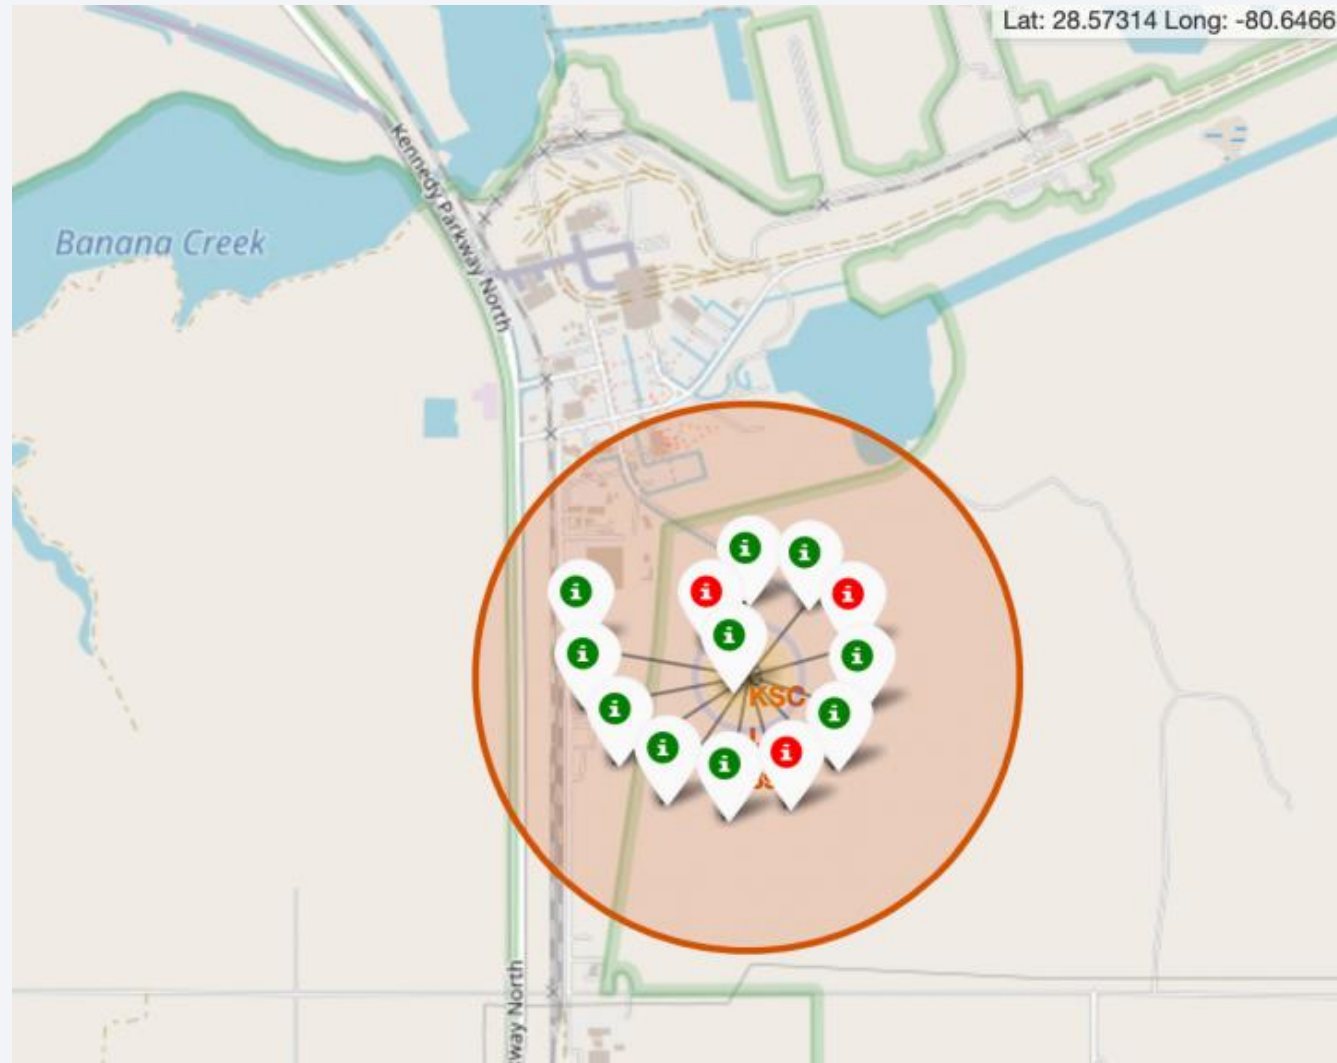 Lat: 28.57314 Long: -80.6466
Kennedy Parkway North
Banana Creek
KSC
way North